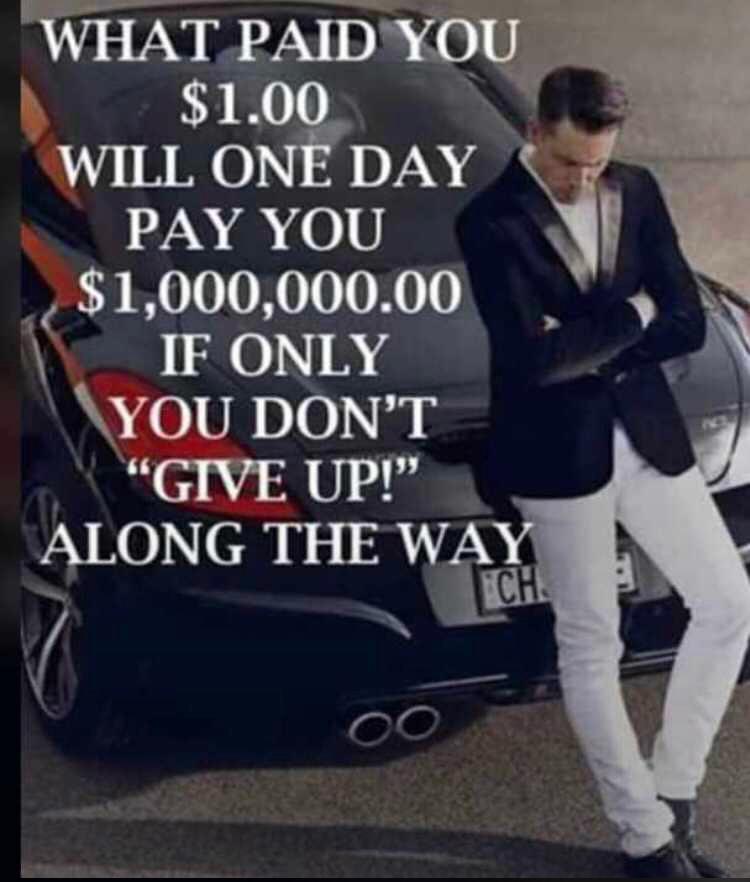 WHAT PAID YOU
$1.00
WILL ONE DAY
PAY YOU
$1,000,000.00
IF ONLY
YOU DON'T
“GIVE UP!”
ALONG THE WAY
CH